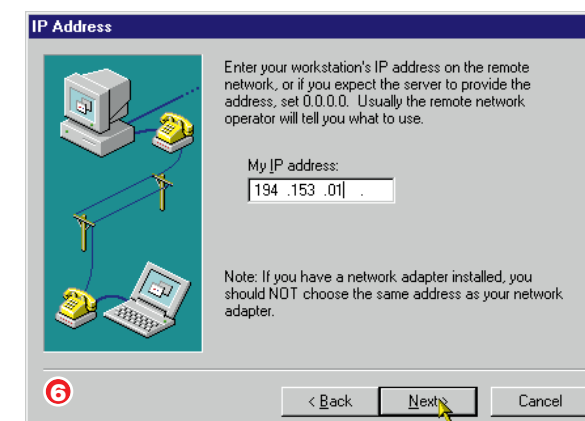 IP Address
Enter your workstation's IP address on the remote
network, or if you expect the server to provide the
address, set 0.0.0.0. Usually the remote network
operator will tell you what to use.
My IP address:
194 .153 .01 .
Note: If you have a network adapter installed, you
should NOT choose the same address as your network
adapter.
6
< Back Next > Cancel